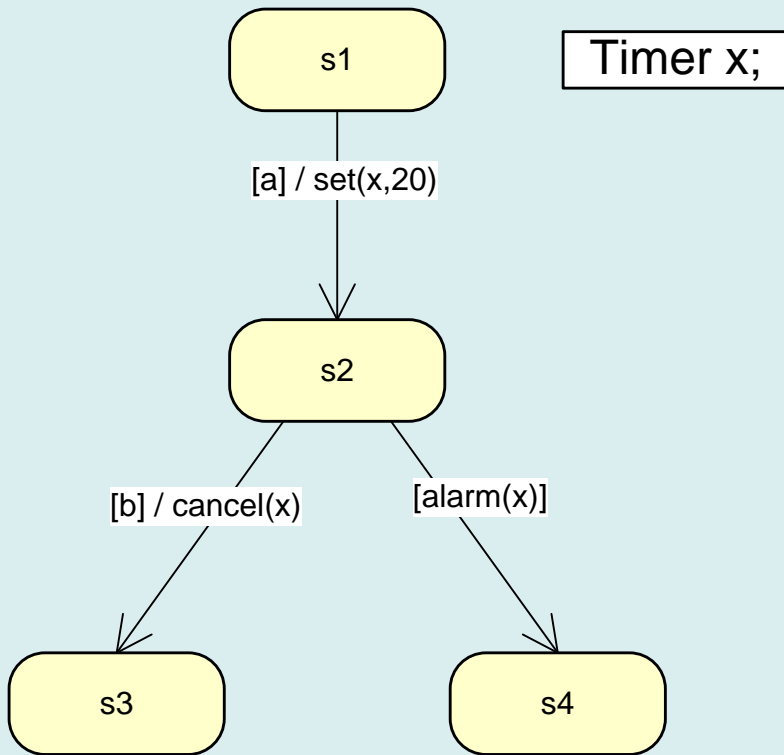 s1
Timer x;
[a] / set(x,20)
s2
[b] / cancel(x)
[alarm(x)]
s3
s4